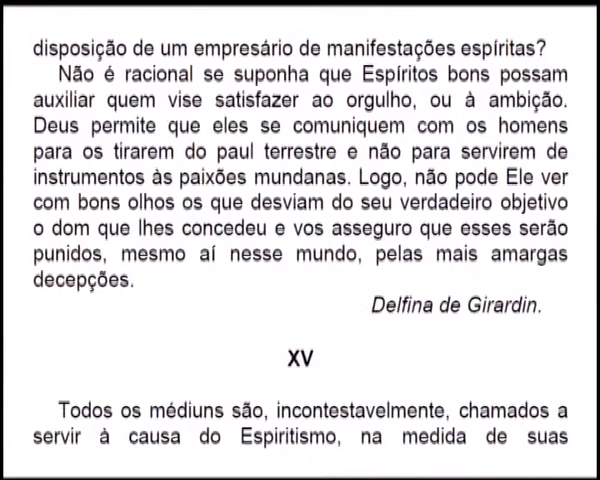 disposição de um empresário de manifestações espíritas?
Não é racional se suponha que Espíritos bons possam
auxiliar quem vise satisfazer ao orgulho, ou à ambição.
Deus permite que eles se comuniquem com os homens
para os tirarem do paul terrestre e não para servirem de
instrumentos às paixões mundanas. Logo, não pode Ele ver
com bons olhos os que desviam do seu verdadeiro objetivo
o dom que lhes concedeu e vos asseguro que esses serão
punidos, mesmo aí nesse mundo, pelas mais amargas
decepções.
Delfina de Girardin.
XV
Todos os médiuns são, incontestavelmente, chamados a
servir à causa do Espiritismo, na medida de suas